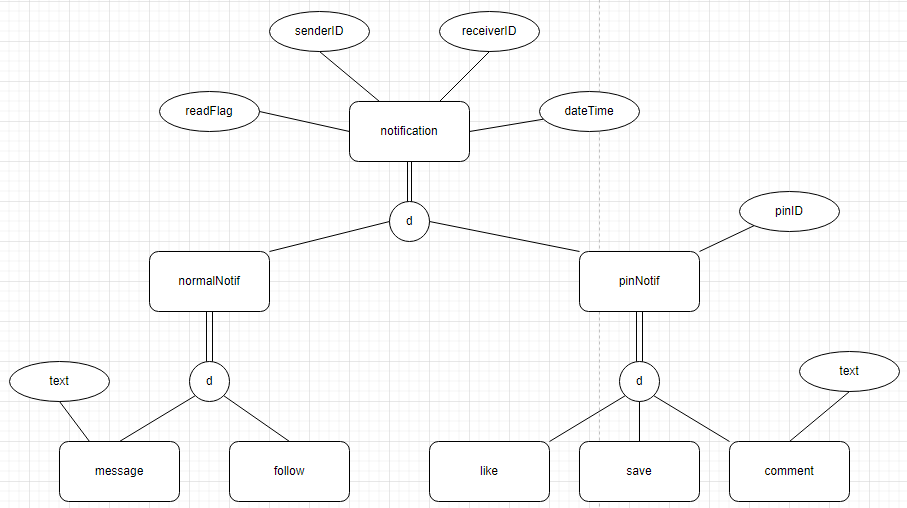 senderID
receiverID
readFlag
notification
dateTime
d
pinID
normalNotif
pinNotif
text
d
d
text
message
follow
like
save
comment